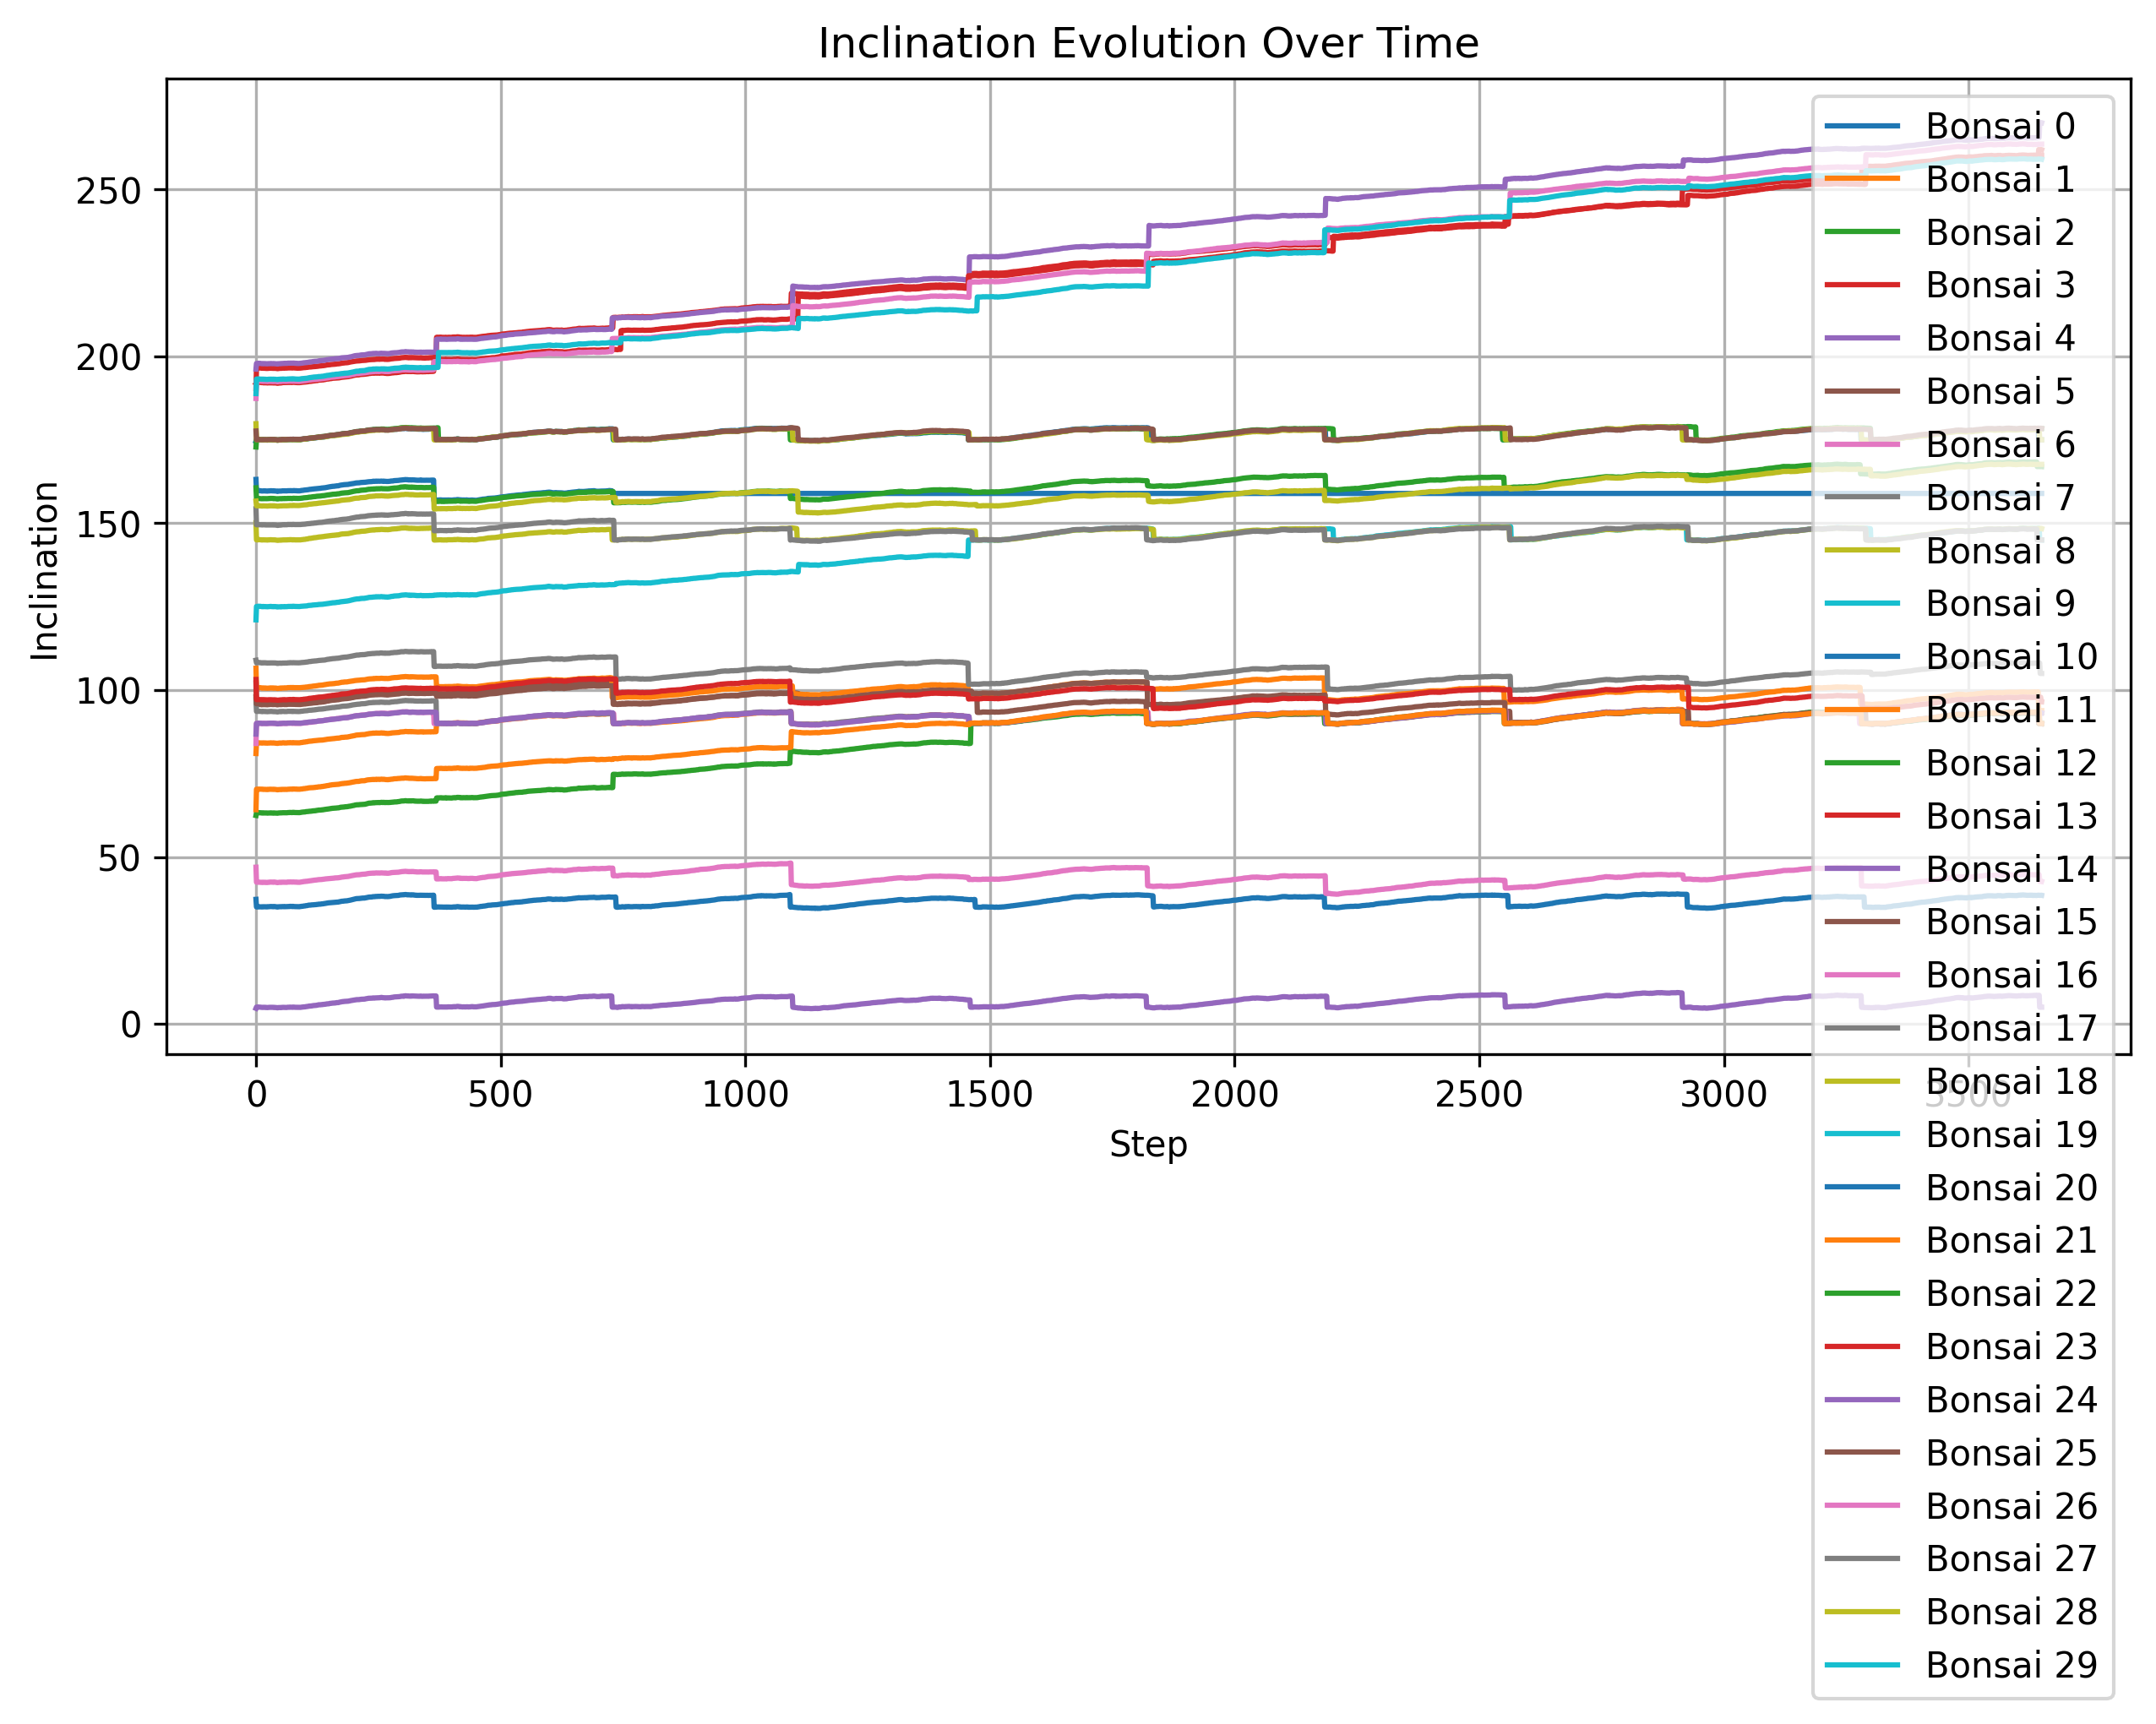 Inclination Evolution Over Time
Inclination
250
200
150
100
50
0
0 500 1000 1500 2000 2500 3000 3500
Step
Bonsai 0
Bonsai 1
Bonsai 2
Bonsai 3
Bonsai 4
Bonsai 5
Bonsai 6
Bonsai 7
Bonsai 8
Bonsai 9
Bonsai 10
Bonsai 11
Bonsai 12
Bonsai 13
Bonsai 14
Bonsai 15
Bonsai 16
Bonsai 17
Bonsai 18
Bonsai 19
Bonsai 20
Bonsai 21
Bonsai 22
Bonsai 23
Bonsai 24
Bonsai 25
Bonsai 26
Bonsai 27
Bonsai 28
Bonsai 29